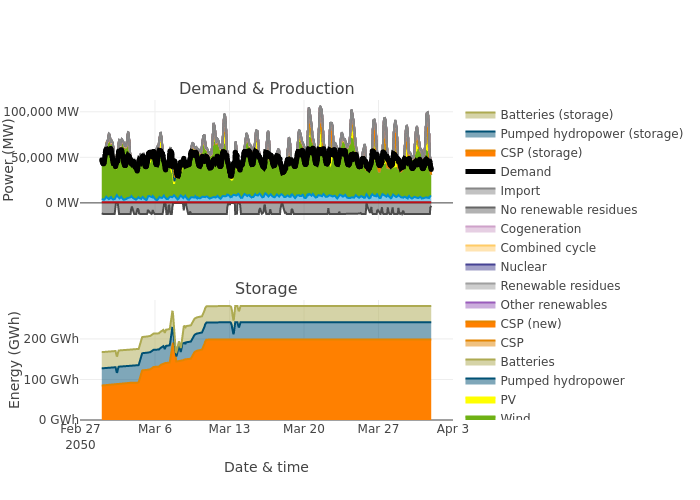 Demand & Production
100,000 MW
50,000 MW
0 MW
Power (MW)
Storage
200 GWh
100 GWh
0 GWh
Energy (GWh)
Feb 27
2050
Mar 6
Mar 13
Mar 20
Mar 27
Apr 3
Date & time
Batteries (storage)
Pumped hydropower (storage)
CSP (storage)
Demand
Import
No renewable residues
Cogeneration
Combined cycle
Nuclear
Renewable residues
Other renewables
CSP (new)
CSP
Batteries
Pumped hydropower
PV
Wind